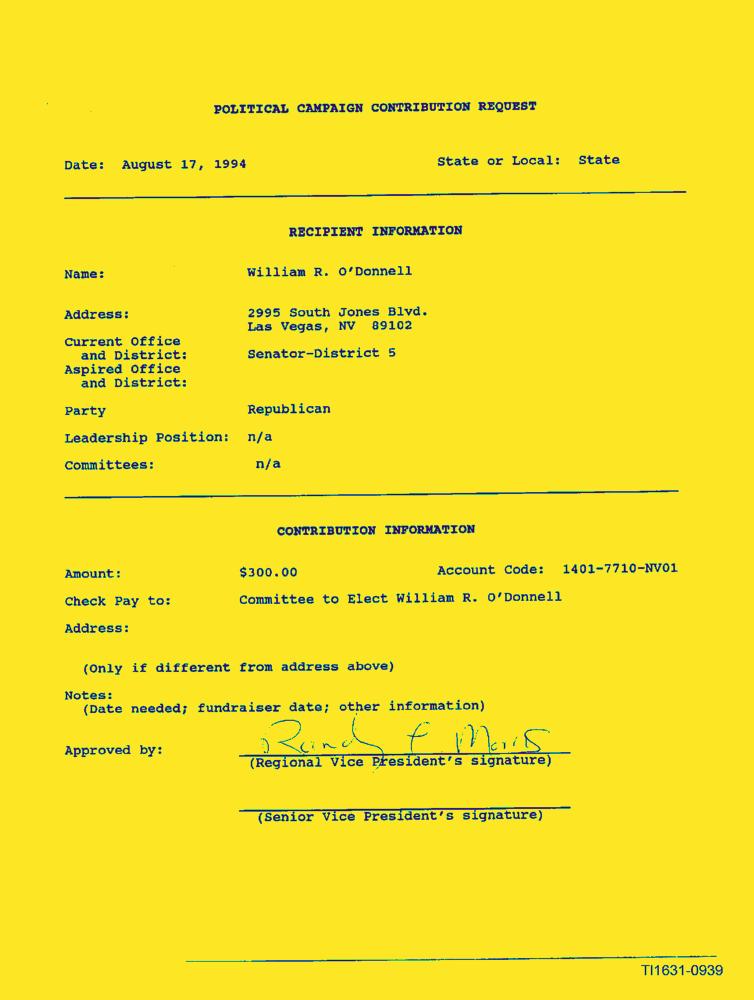 POLITICAL CAMPAIGN CONTRIBUTION REQUEST
Date: August 17, 1994 State or Local: State
RECIPIENT INFORMATION
Name: William R. O'Donnell
Address: 2995 South Jones Blvd.
Las Vegas, NV 89102
Current Office
and District: Senator-District 5
Aspired Office
and District:
Party Republican
Leadership Position: n/a
Committees: n/a
CONTRIBUTION INFORMATION
Amount: $300.00 Account Code: 1401-7710-NV01
Check Pay to: Committee to Elect William R. O'Donnell
Address:
(Only if different from address above)
Notes:
(Date needed; fundraiser date; other information)
Approved by:
(Regional Vice President's signature)
(Senior Vice President's signature)
TI1631-0939